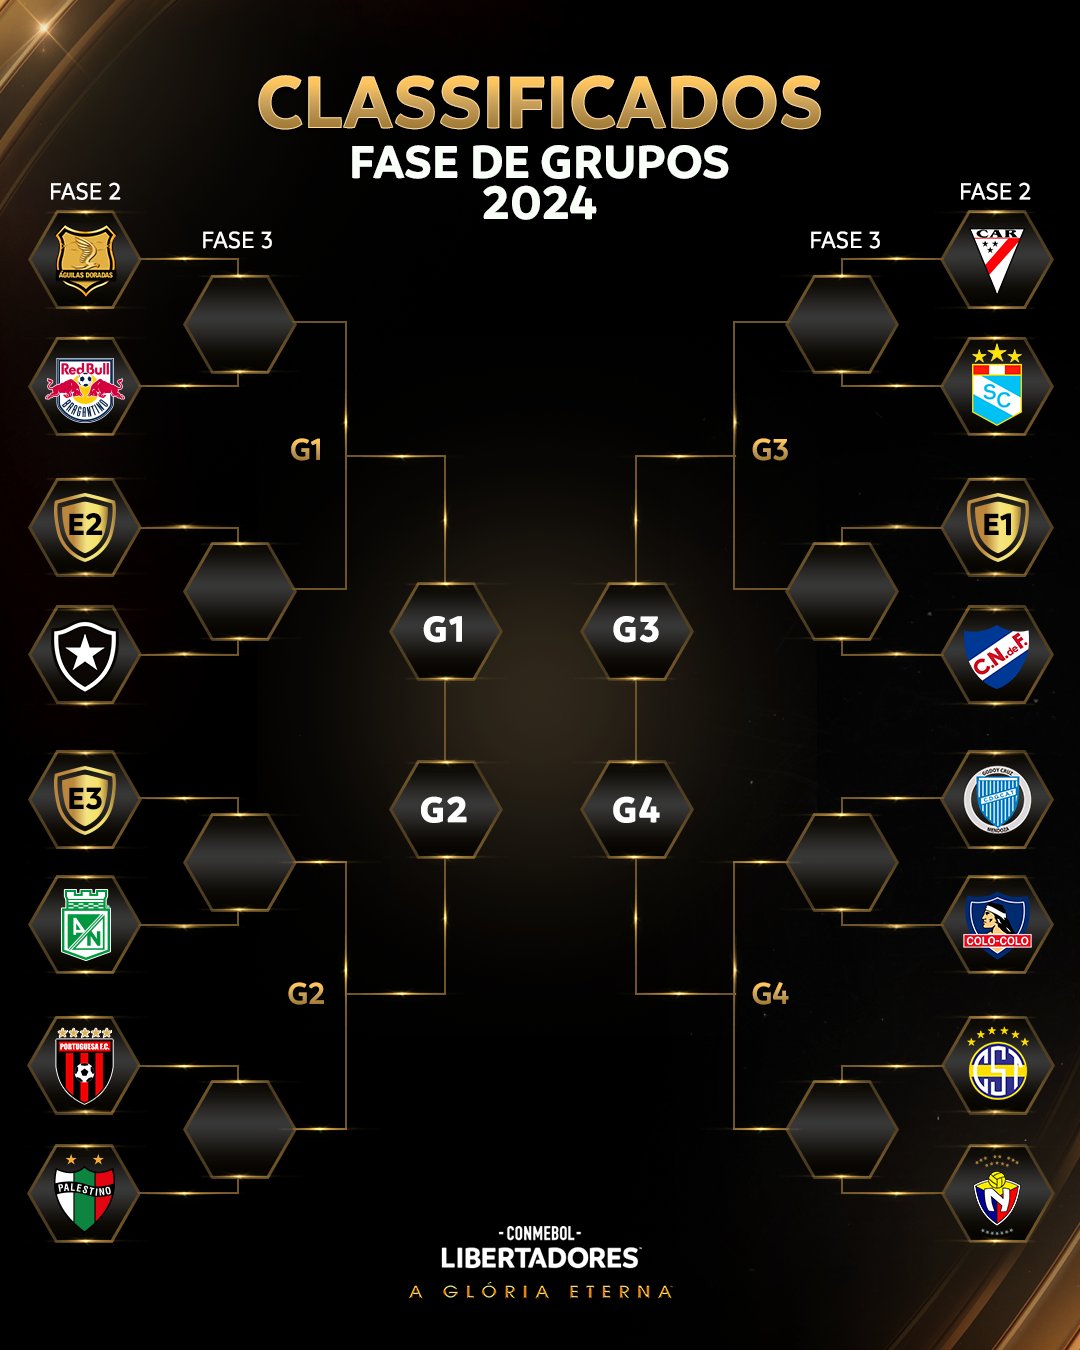 CLASSIFICADOS
FASE DE GRUPOS
2024
FASE 2
FASE 3
ÁGUILAS DORADAS
Red Bull
BRAGANTINO
G1
E2
E3
AN
G2
PORTUGUESA F.C.
PALESTINO
G1
G3
G2
G4
FASE 2
FASE 3
CAR
SC
G3
E1
C.N. de F.
GODOY CRUZ
C.D.G.C.A.T.
MENDOZA
COLO-COLO
G4
CST
N
-CONMEBOL-
LIBERTADORES
A GLÓRIA ETERNA